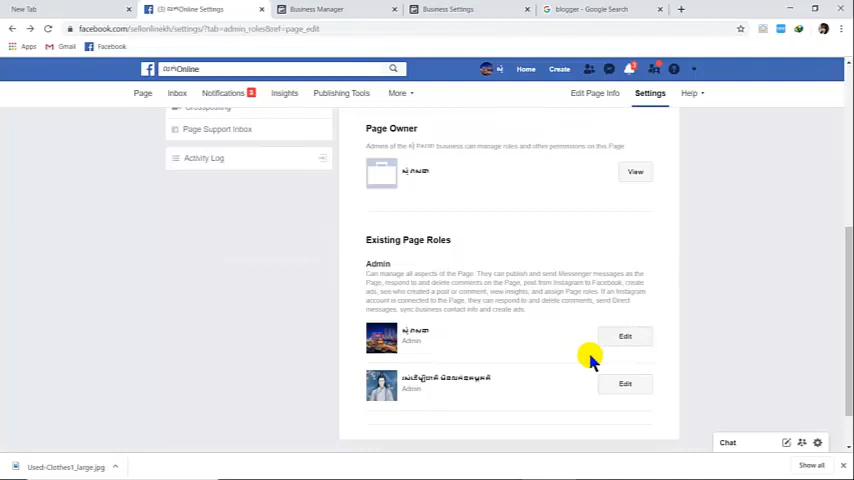 New Tab
(3) លក់Online Settings
Business Manager
Business Settings
blogger - Google Search
facebook.com/sellonlinekh/settings/?tab=admin_roles&ref=page_edit
Apps
Gmail
Facebook
លក់Online
Home
Create
Page
Inbox
Notifications 3
Insights
Publishing Tools
More
Edit Page Info
Settings
Help
Crossposting
Page Support Inbox
Activity Log
Page Owner
Admins of the business can manage roles and other permissions on this Page
View
Existing Page Roles
Admin
Can manage all aspects of the Page. They can publish and send Messenger messages as the
Page, respond to and delete comments on the Page, post from Instagram to Facebook, create
ads, see who created a post or comment, view insights, and assign Page roles. If an Instagram
account is connected to the Page, they can respond to and delete comments, send Direct
messages, sync business contact info and create ads.
Admin
Edit
Admin
Edit
Chat
Used-Clothes1_large.jpg
Show all